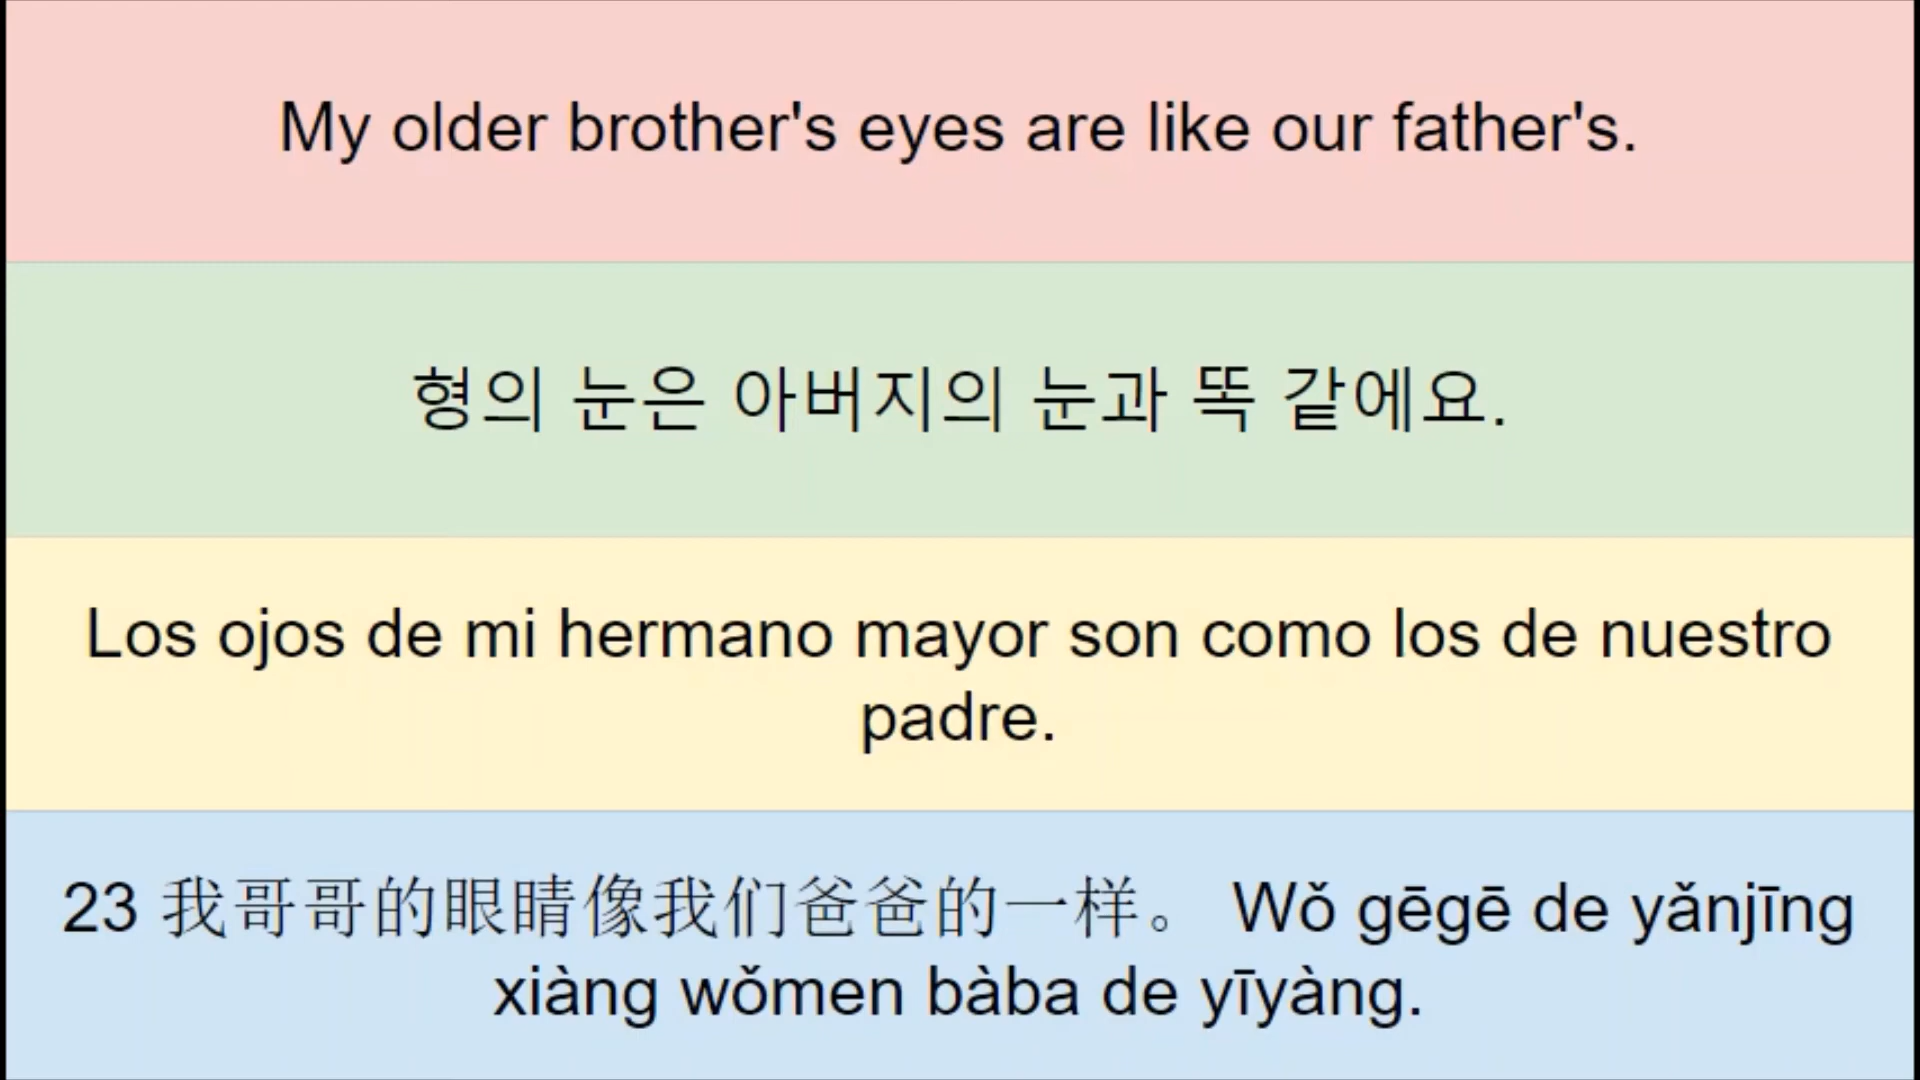 My older brother's eyes are like our father's.
형의 눈은 아버지의 눈과 똑 같에요.
Los ojos de mi hermano mayor son como los de nuestro
padre.
23 我哥哥的眼睛像我们爸爸的一样。 Wǒ gēgē de yǎnjīng
xiàng wǒmen bàba de yīyàng.